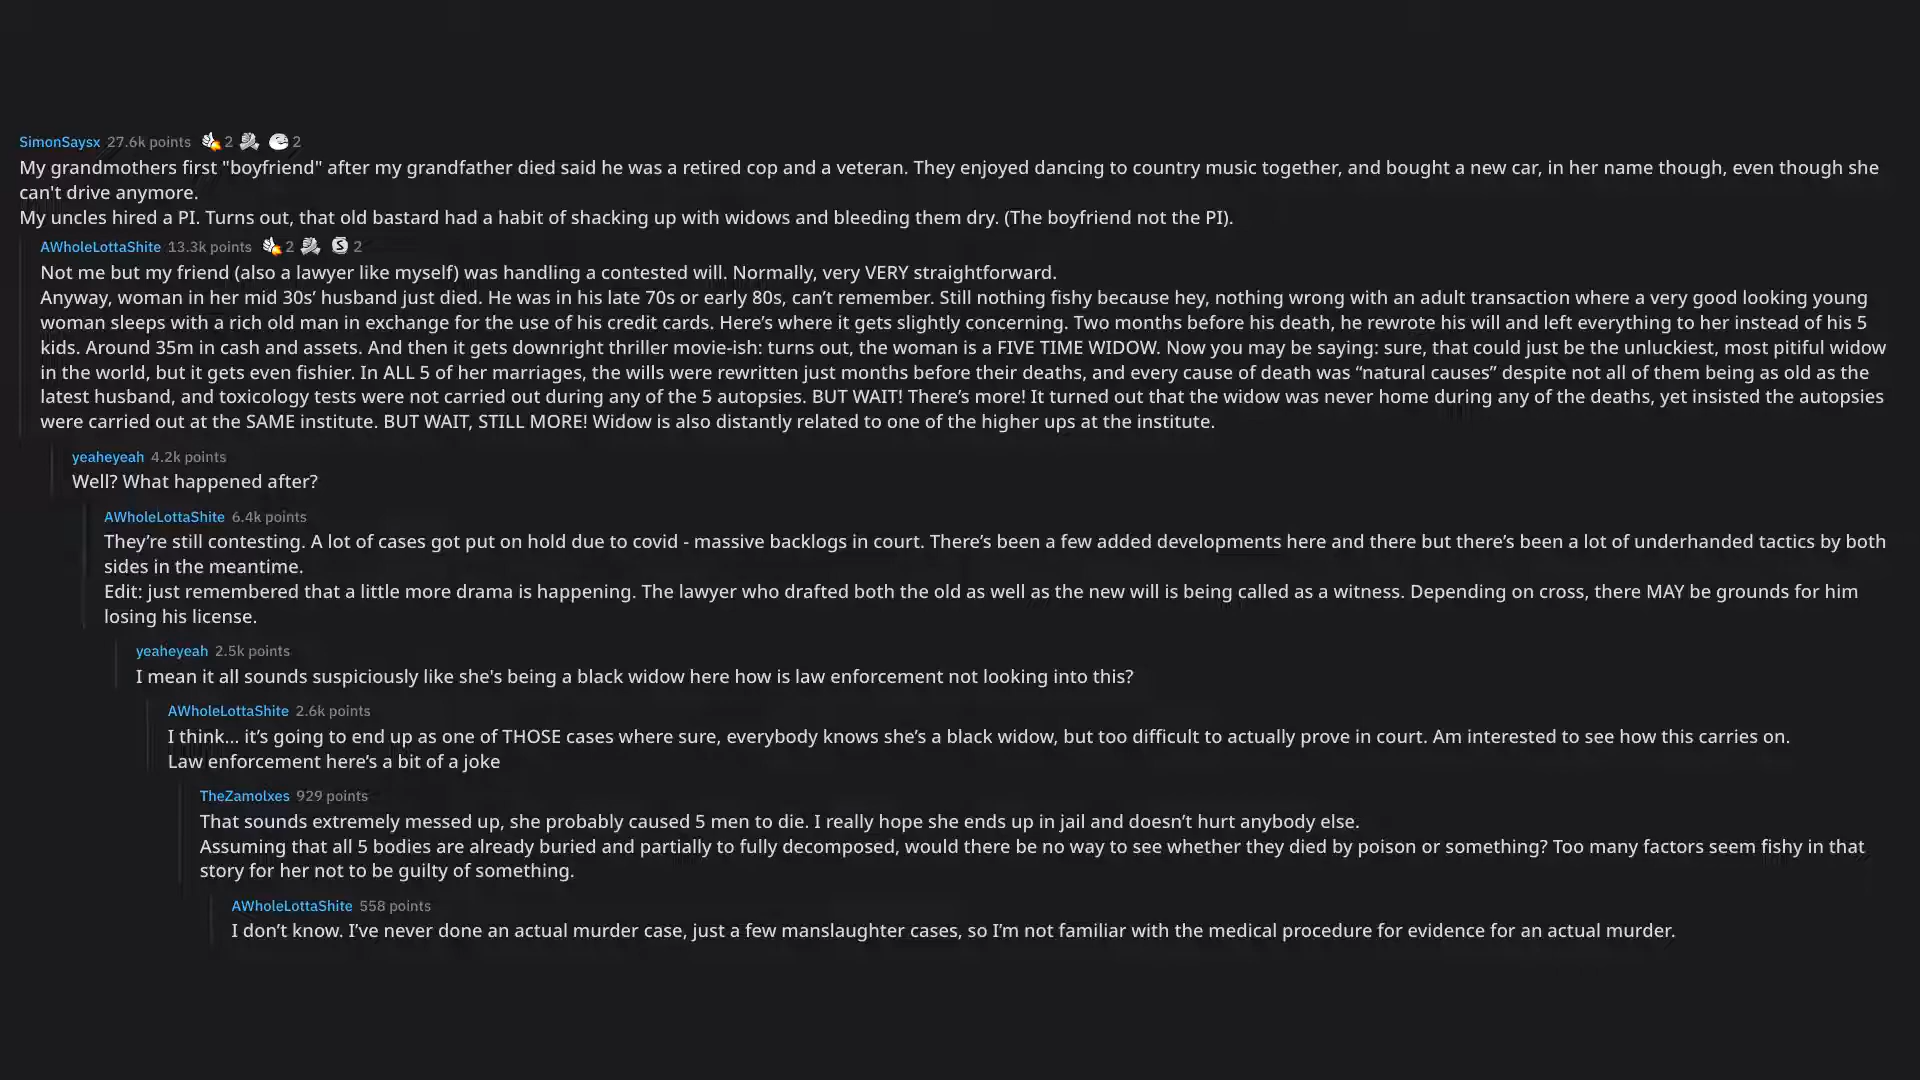 SimonSaysx 27.6k points 2 2
My grandmothers first "boyfriend" after my grandfather died said he was a retired cop and a veteran. They enjoyed dancing to country music together, and bought a new car, in her name though, even though she
can't drive anymore.
My uncles hired a PI. Turns out, that old bastard had a habit of shacking up with widows and bleeding them dry. (The boyfriend not the PI).
AWholeLottaShite 13.3k points 2 S 2
Not me but my friend (also a lawyer like myself) was handling a contested will. Normally, very VERY straightforward.
Anyway, woman in her mid 30s’ husband just died. He was in his late 70s or early 80s, can’t remember. Still nothing fishy because hey, nothing wrong with an adult transaction where a very good looking young
woman sleeps with a rich old man in exchange for the use of his credit cards. Here’s where it gets slightly concerning. Two months before his death, he rewrote his will and left everything to her instead of his 5
kids. Around 35m in cash and assets. And then it gets downright thriller movie-ish: turns out, the woman is a FIVE TIME WIDOW. Now you may be saying: sure, that could just be the unluckiest, most pitiful widow
in the world, but it gets even fishier. In ALL 5 of her marriages, the wills were rewritten just months before their deaths, and every cause of death was “natural causes” despite not all of them being as old as the
latest husband, and toxicology tests were not carried out during any of the 5 autopsies. BUT WAIT! There’s more! It turned out that the widow was never home during any of the deaths, yet insisted the autopsies
were carried out at the SAME institute. BUT WAIT, STILL MORE! Widow is also distantly related to one of the higher ups at the institute.
yeaheyeah 4.2k points
Well? What happened after?
AWholeLottaShite 6.4k points
They’re still contesting. A lot of cases got put on hold due to covid - massive backlogs in court. There’s been a few added developments here and there but there’s been a lot of underhanded tactics by both
sides in the meantime.
Edit: just remembered that a little more drama is happening. The lawyer who drafted both the old as well as the new will is being called as a witness. Depending on cross, there MAY be grounds for him
losing his license.
yeaheyeah 2.5k points
I mean it all sounds suspiciously like she's being a black widow here how is law enforcement not looking into this?
AWholeLottaShite 2.6k points
I think... it’s going to end up as one of THOSE cases where sure, everybody knows she’s a black widow, but too difficult to actually prove in court. Am interested to see how this carries on.
Law enforcement here’s a bit of a joke
TheZamolxes 929 points
That sounds extremely messed up, she probably caused 5 men to die. I really hope she ends up in jail and doesn’t hurt anybody else.
Assuming that all 5 bodies are already buried and partially to fully decomposed, would there be no way to see whether they died by poison or something? Too many factors seem fishy in that
story for her not to be guilty of something.
AWholeLottaShite 558 points
I don’t know. I’ve never done an actual murder case, just a few manslaughter cases, so I’m not familiar with the medical procedure for evidence for an actual murder.